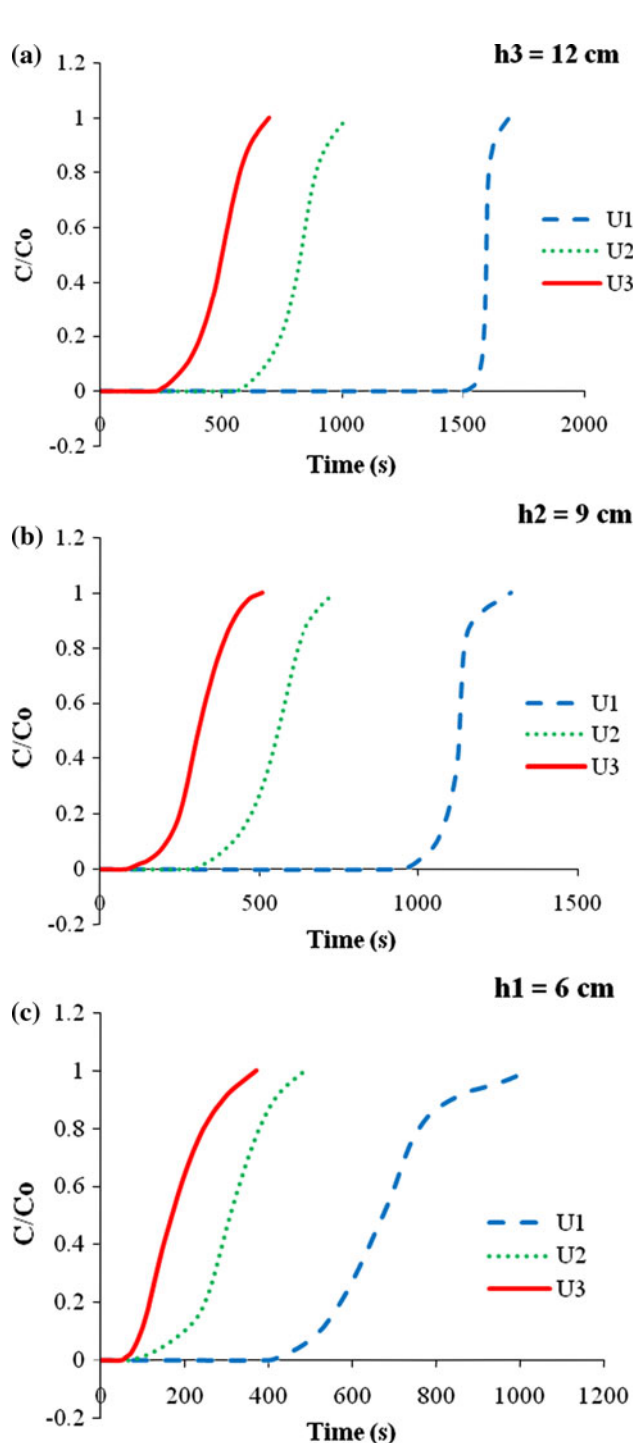 (a)
h3 = 12 cm
1.2
1
0.8
0.6
0.4
0.2
0
-0.2
C/Co
U1
U2
U3
0 500 1000 1500 2000
Time (s)
(b)
h2 = 9 cm
1.2
1
0.8
0.6
0.4
0.2
0
-0.2
C/Co
U1
U2
U3
0 500 1000 1500
Time (s)
(c)
h1 = 6 cm
1.2
1
0.8
0.6
0.4
0.2
0
-0.2
C/Co
U1
U2
U3
0 200 400 600 800 1000 1200
Time (s)